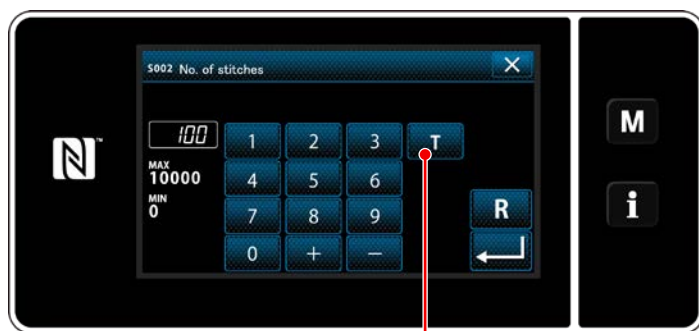 S002 No. of stitches
100
1 2 3 T
MAX
10000
4 5 6
MIN
0
7 8 9
R
0 + −
M
i
N